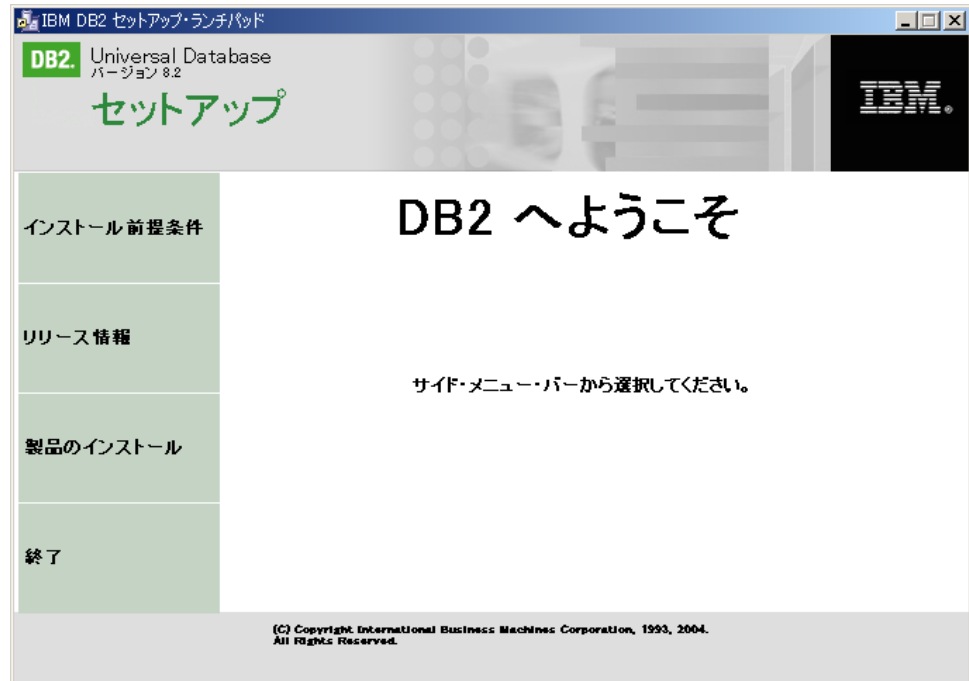 IBM DB2 セットアップ・ランチパッド
DB2. Universal Database
バージョン 8.2
セットアップ
IBM.
インストール前提条件
リリース情報
製品のインストール
終了
DB2 へようこそ
サイド・メニュー・バーから選択してください。
(C) Copyright International Business Machines Corporation, 1993, 2004.
All Rights Reserved.